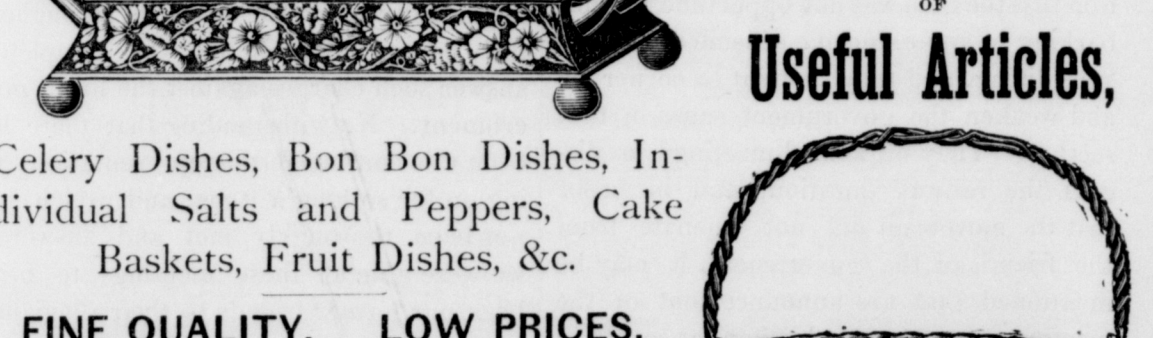 OF
Useful Articles,
Celery Dishes, Bon Bon Dishes, In-
dividual Salts and Peppers, Cake
Baskets, Fruit Dishes, &c.
FINE QUALITY. LOW PRICES.